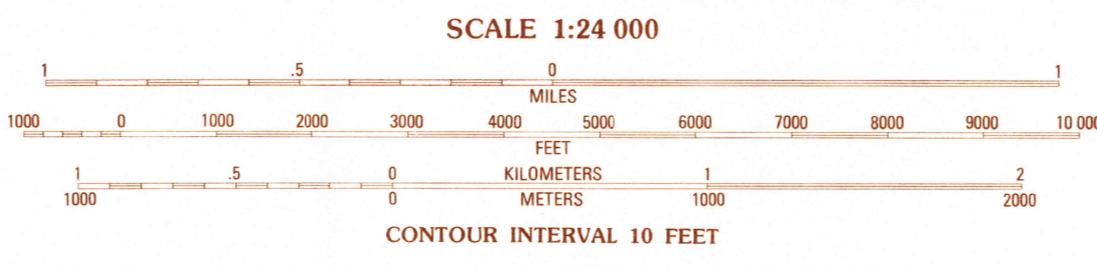 SCALE 1:24 000
1 .5 0 1
MILES
1000 0 1000 2000 3000 4000 5000 6000 7000 8000 9000 10 000
FEET
1 .5 0 KILOMETERS 1 2
1000 0 METERS 1000 2000
CONTOUR INTERVAL 10 FEET